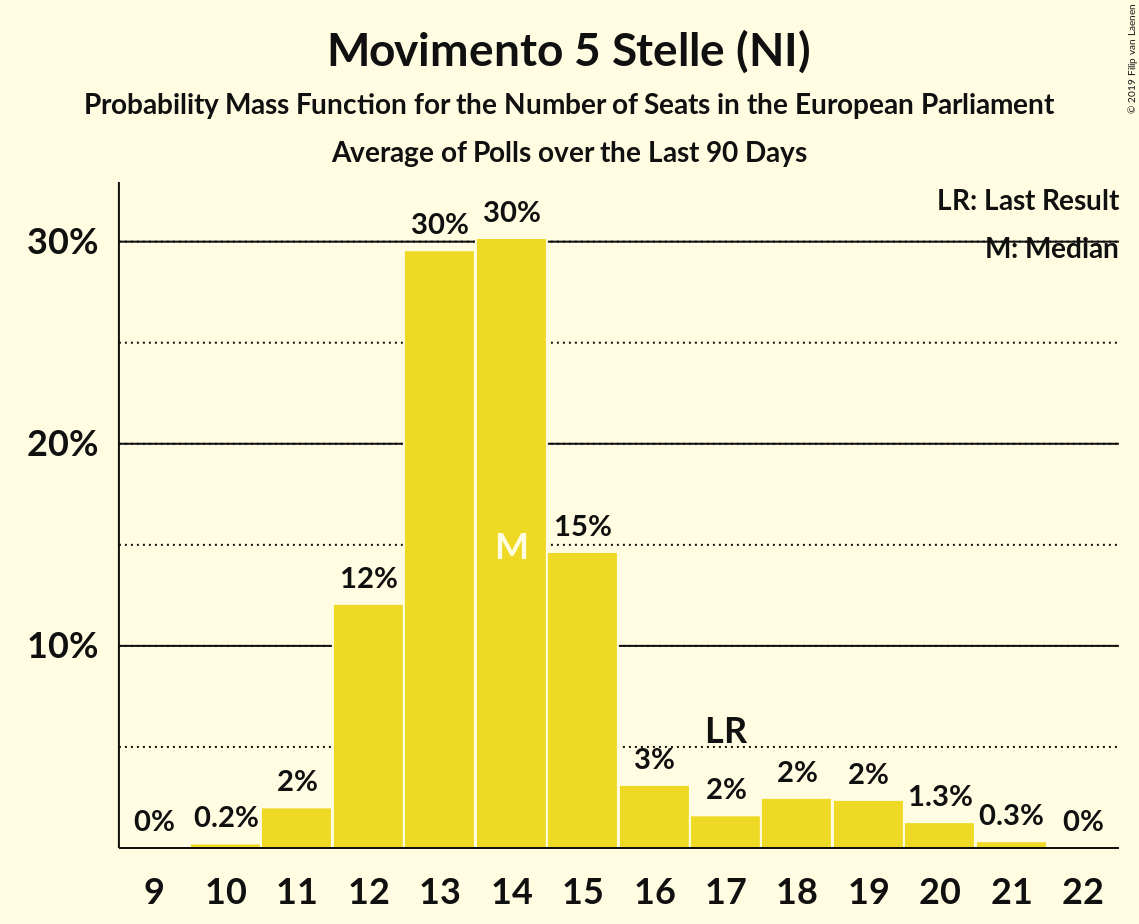 Movimento 5 Stelle (NI)
Probability Mass Function for the Number of Seats in the European Parliament
Average of Polls over the Last 90 Days
© 2019 Filip van Laenen
LR: Last Result
M: Median
30%
20%
10%
0%
0.2%
2%
12%
30%
30%
M
15%
3%
LR
2%
2%
2%
1.3%
0.3%
0%
9 10 11 12 13 14 15 16 17 18 19 20 21 22